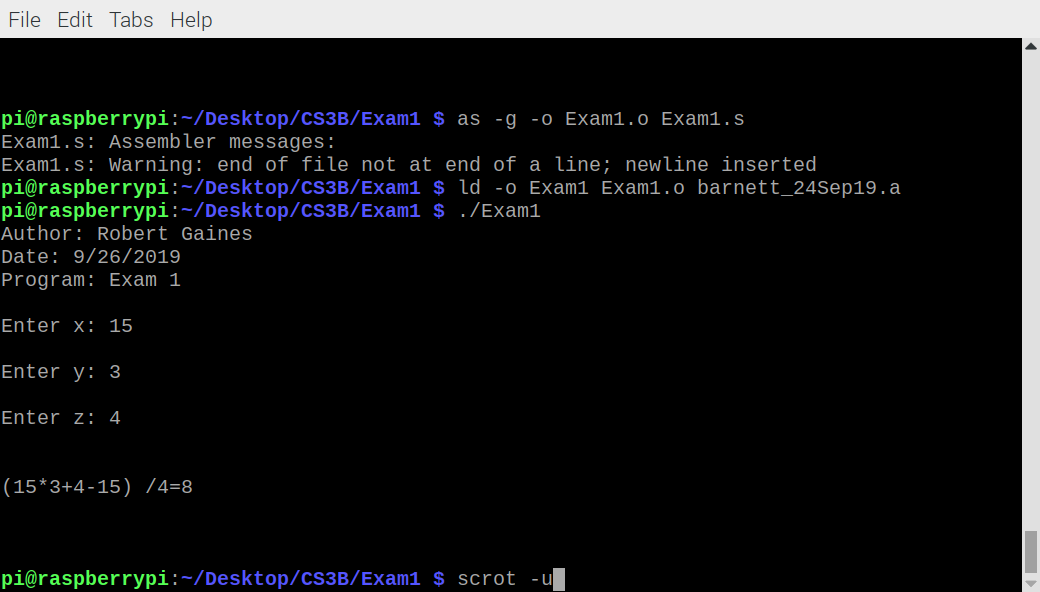 File Edit Tabs Help
pi@raspberrypi:~/Desktop/CS3B/Exam1 $ as -g -o Exam1.o Exam1.s
Exam1.s: Assembler messages:
Exam1.s: Warning: end of file not at end of a line; newline inserted
pi@raspberrypi:~/Desktop/CS3B/Exam1 $ ld -o Exam1 Exam1.o barnett_24Sep19.a
pi@raspberrypi:~/Desktop/CS3B/Exam1 $ ./Exam1
Author: Robert Gaines
Date: 9/26/2019
Program: Exam 1
Enter x: 15
Enter y: 3
Enter z: 4
(15*3+4-15) /4=8
pi@raspberrypi:~/Desktop/CS3B/Exam1 $ scrot -u